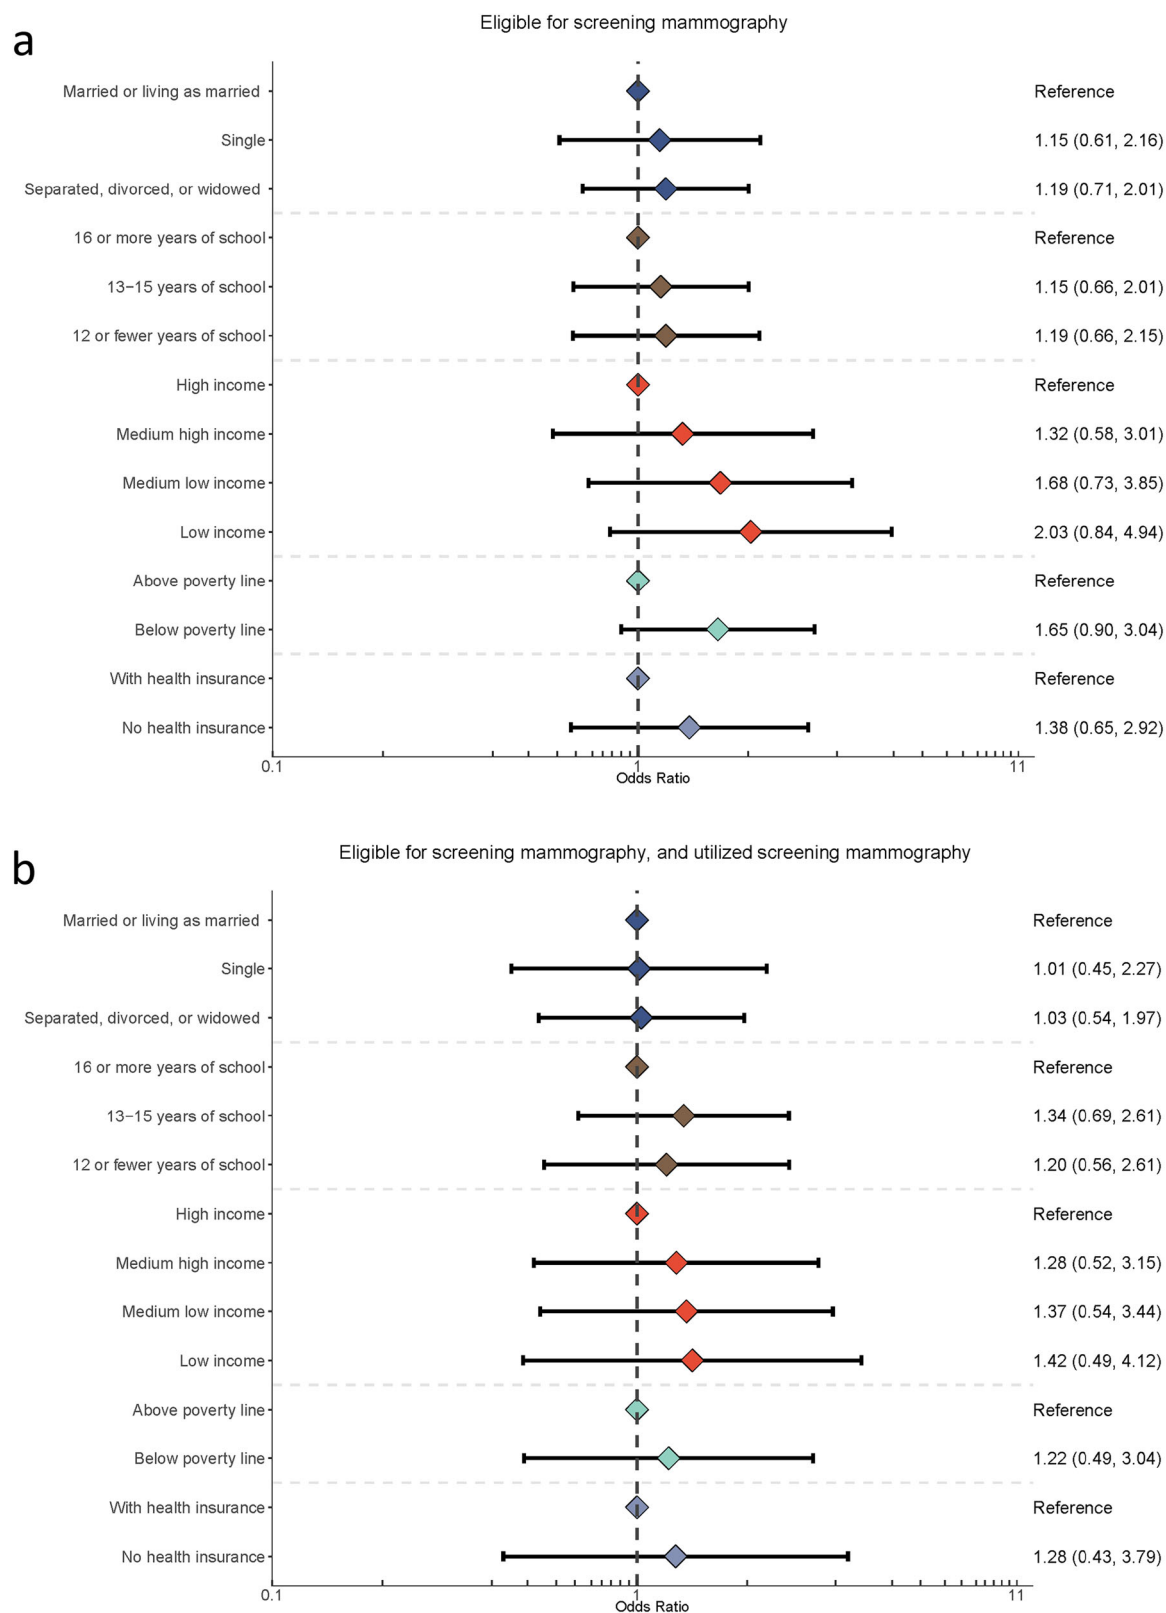 a
Eligible for screening mammography
Married or living as married Reference
Single 1.15 (0.61, 2.16)
Separated, divorced, or widowed 1.19 (0.71, 2.01)
16 or more years of school Reference
13−15 years of school 1.15 (0.66, 2.01)
12 or fewer years of school 1.19 (0.66, 2.15)
High income Reference
Medium high income 1.32 (0.58, 3.01)
Medium low income 1.68 (0.73, 3.85)
Low income 2.03 (0.84, 4.94)
Above poverty line Reference
Below poverty line 1.65 (0.90, 3.04)
With health insurance Reference
No health insurance 1.38 (0.65, 2.92)
0.1 1 11
Odds Ratio
b
Eligible for screening mammography, and utilized screening mammography
Married or living as married Reference
Single 1.01 (0.45, 2.27)
Separated, divorced, or widowed 1.03 (0.54, 1.97)
16 or more years of school Reference
13−15 years of school 1.34 (0.69, 2.61)
12 or fewer years of school 1.20 (0.56, 2.61)
High income Reference
Medium high income 1.28 (0.52, 3.15)
Medium low income 1.37 (0.54, 3.44)
Low income 1.42 (0.49, 4.12)
Above poverty line Reference
Below poverty line 1.22 (0.49, 3.04)
With health insurance Reference
No health insurance 1.28 (0.43, 3.79)
0.1 1 11
Odds Ratio